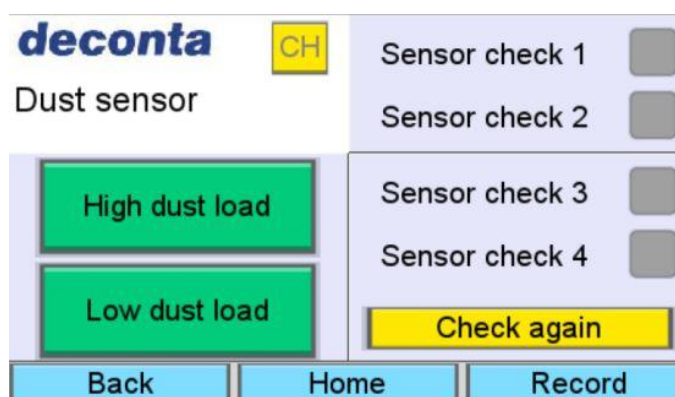 deconta
CH
Dust sensor
High dust load
Low dust load
Sensor check 1
Sensor check 2
Sensor check 3
Sensor check 4
Check again
Back
Home
Record